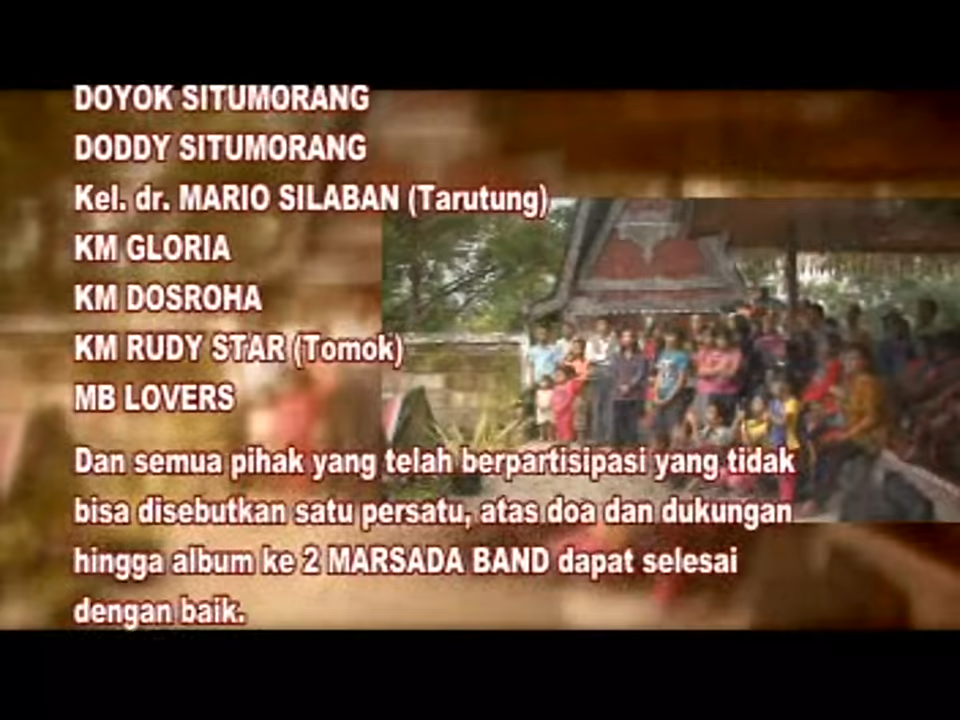 DOYOK SITUMORANG
DODDY SITUMORANG
Kel. dr. MARIO SILABAN (Tarutung)
KM GLORIA
KM DOSROHA
KM RUDY STAR (Tomok)
MB LOVERS
Dan semua pihak yang telah berpartisipasi yang tidak
bisa disebutkan satu persatu, atas doa dan dukungan
hingga album ke 2 MARSADA BAND dapat selesai
dengan baik.